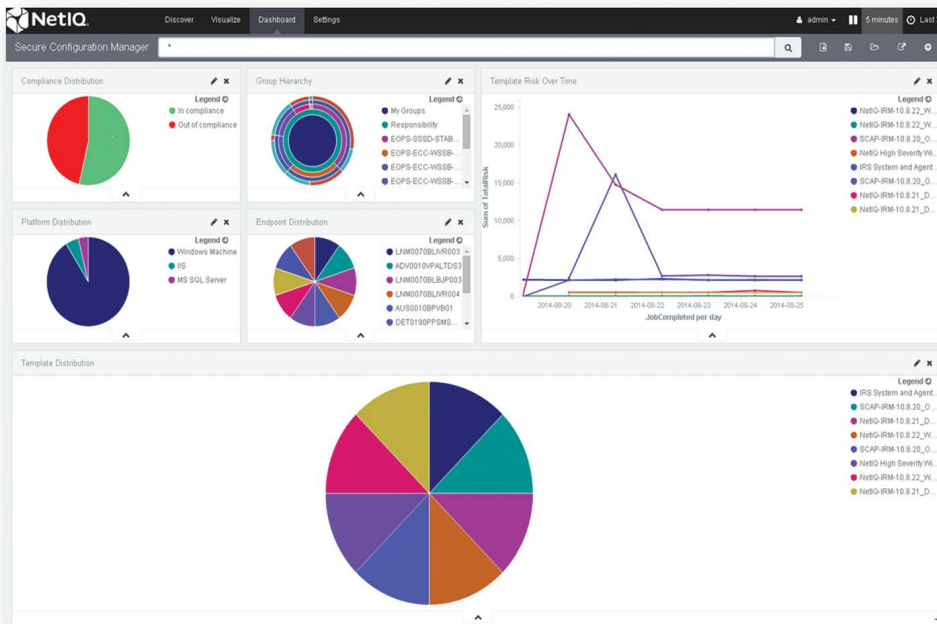 NetIQ.
Discover Visualize Dashboard Settings
admin 5 minutes Last
Secure Configuration Manager
*
Compliance Distribution
Legend
In compliance
Out of compliance
Group Hierarchy
Legend
My Groups
Responsibility
EOPS-SSSD-STAB...
EOPS-ECC-WSSB-...
EOPS-ECC-WSSB-...
EOPS-ECC-WSSB-...
Template Risk Over Time
Legend
NetIQ-IRM-10.8.22_W...
NetIQ-IRM-10.8.22_W...
SCAP-IRM-10.8.20_O...
NetIQ High Severity Wi...
IRS System and Agent...
SCAP-IRM-10.8.20_O...
NetIQ-IRM-10.8.21_D...
NetIQ-IRM-10.8.21_D...
Sum of TotalRisk
25,000
20,000
15,000
10,000
5,000
0
2014-08-20 2014-08-21 2014-08-22 2014-08-23 2014-08-24 2014-08-25
JobCompleted per day
Platform Distribution
Legend
Windows Machine
IIS
MS SQL Server
Endpoint Distribution
Legend
LNM0070BLIVR003
ADV0010VPALTDS3
LNM0070BLBJP003
LNM0070BLIVR004
AUS0010BPVB01
DET0190PPSMS...
Template Distribution
Legend
IRS System and Agent...
SCAP-IRM-10.8.20_O...
NetIQ-IRM-10.8.21_D...
NetIQ-IRM-10.8.22_W...
SCAP-IRM-10.8.20_O...
NetIQ High Severity Wi...
NetIQ-IRM-10.8.22_W...
NetIQ-IRM-10.8.21_D...